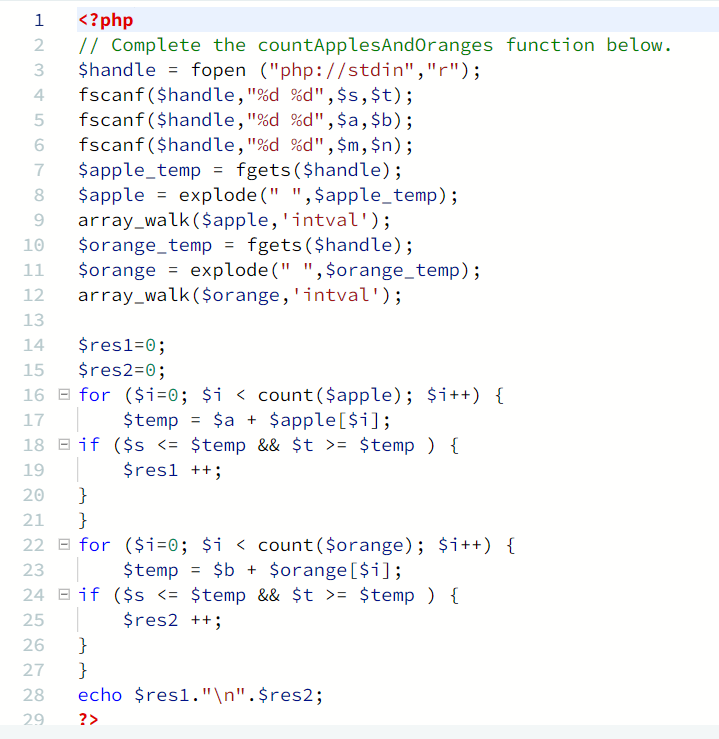 1 <?php
2 // Complete the countApplesAndOranges function below.
3 $handle = fopen ("php://stdin","r");
4 fscanf($handle,"%d %d",$s,$t);
5 fscanf($handle,"%d %d",$a,$b);
6 fscanf($handle,"%d %d",$m,$n);
7 $apple_temp = fgets($handle);
8 $apple = explode(" ",$apple_temp);
9 array_walk($apple,'intval');
10 $orange_temp = fgets($handle);
11 $orange = explode(" ",$orange_temp);
12 array_walk($orange,'intval');
13
14 $res1=0;
15 $res2=0;
16 for ($i=0; $i < count($apple); $i++) {
17     $temp = $a + $apple[$i];
18 if ($s <= $temp && $t >= $temp ) {
19     $res1 ++;
20 }
21 }
22 for ($i=0; $i < count($orange); $i++) {
23     $temp = $b + $orange[$i];
24 if ($s <= $temp && $t >= $temp ) {
25     $res2 ++;
26 }
27 }
28 echo $res1."\n".$res2;
29 ?>